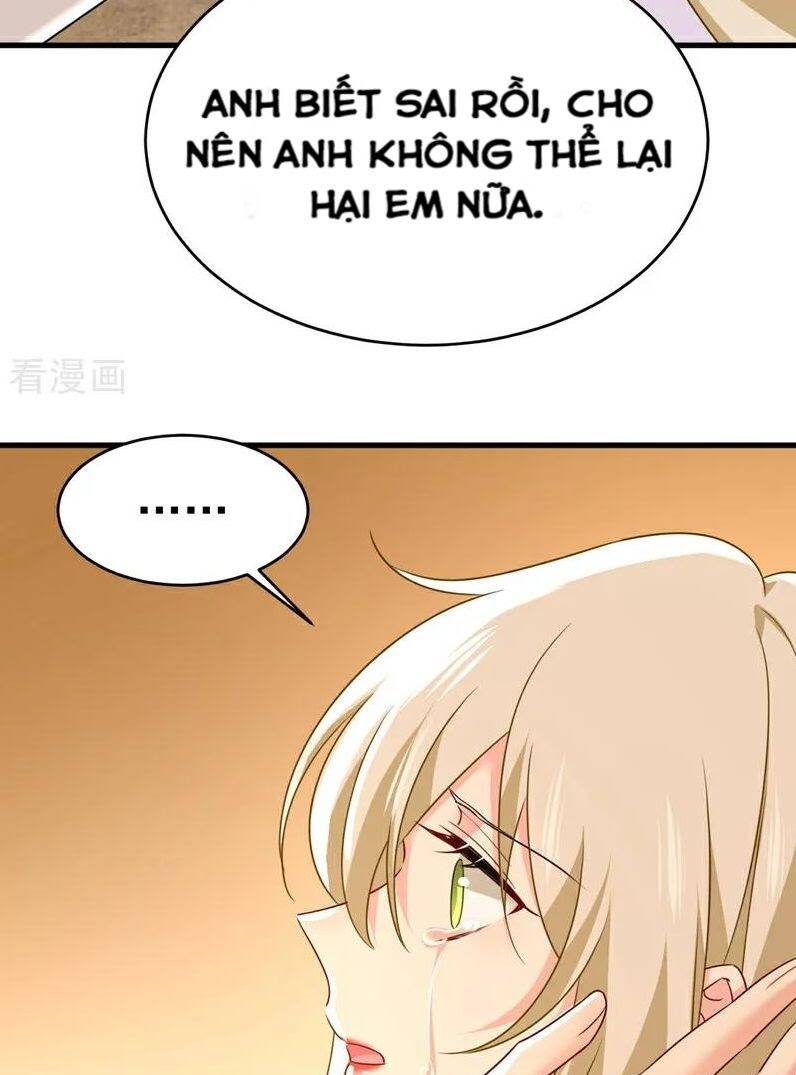 ANH BIẾT SAI RỒI, CHO
NÊN ANH KHÔNG THỂ LẠI
HẠI EM NỮA.
看漫画
......